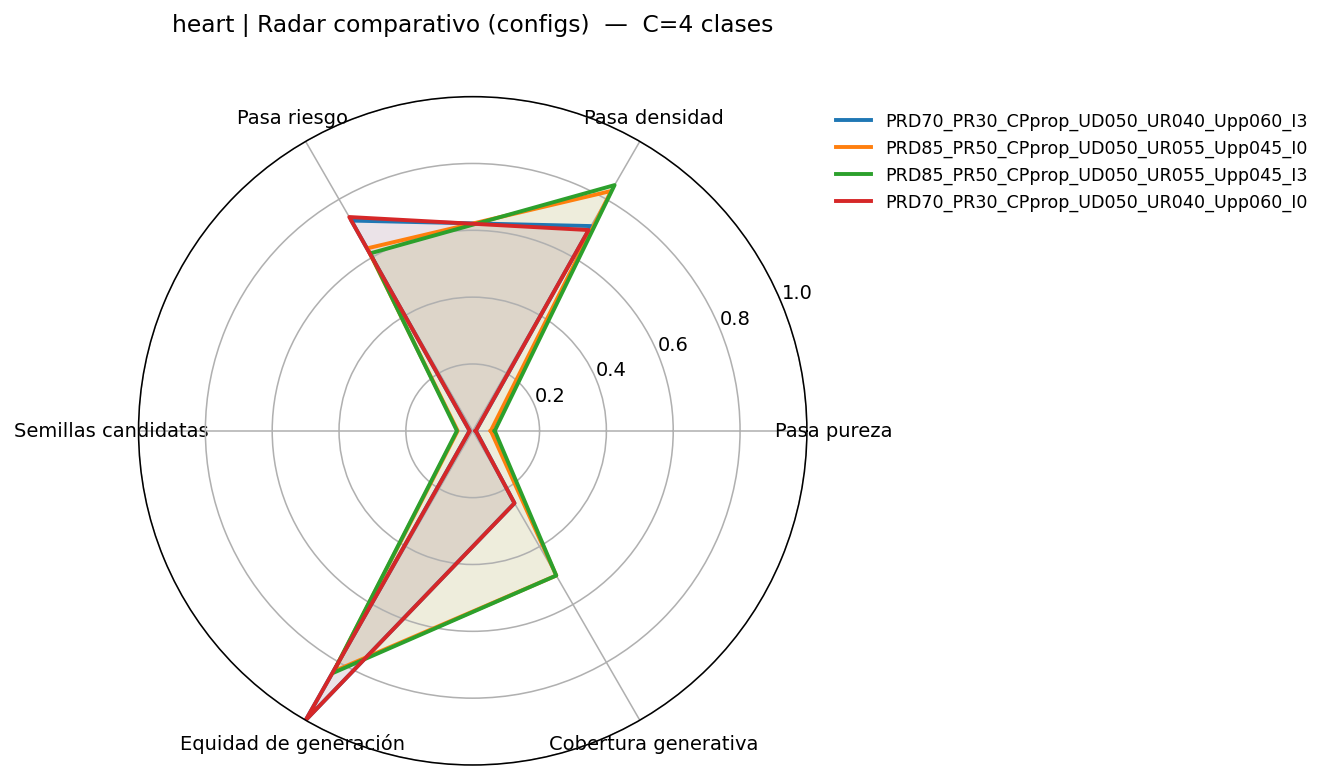 heart | Radar comparativo (configs)  —  C=4 clases
Pasa riesgo
Pasa densidad
PRD70_PR30_CPprop_UD050_UR040_Upp060_I3
PRD85_PR50_CPprop_UD050_UR055_Upp045_I0
PRD85_PR50_CPprop_UD050_UR055_Upp045_I3
PRD70_PR30_CPprop_UD050_UR040_Upp060_I0
1.0
0.8
0.6
0.4
0.2
Semillas candidatas
Pasa pureza
Equidad de generación
Cobertura generativa